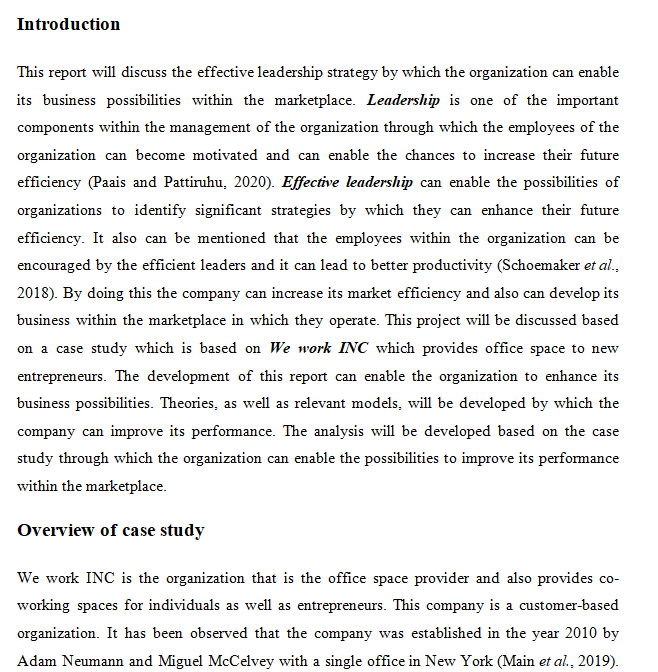 Introduction
This report will discuss the effective leadership strategy by which the organization can enable
its business possibilities within the marketplace. Leadership is one of the important
components within the management of the organization through which the employees of the
organization can become motivated and can enable the chances to increase their future
efficiency (Paais and Pattiruhu, 2020). Effective leadership can enable the possibilities of
organizations to identify significant strategies by which they can enhance their future
efficiency. It also can be mentioned that the employees within the organization can be
encouraged by the efficient leaders and it can lead to better productivity (Schoemaker et al.,
2018). By doing this the company can increase its market efficiency and also can develop its
business within the marketplace in which they operate. This project will be discussed based
on a case study which is based on We work INC which provides office space to new
entrepreneurs. The development of this report can enable the organization to enhance its
business possibilities. Theories, as well as relevant models, will be developed by which the
company can improve its performance. The analysis will be developed based on the case
study through which the organization can enable the possibilities to improve its performance
within the marketplace.
Overview of case study
We work INC is the organization that is the office space provider and also provides co-
working spaces for individuals as well as entrepreneurs. This company is a customer-based
organization. It has been observed that the company was established in the year 2010 by
Adam Neumann and Miguel McCelvey with a single office in New York (Main et al., 2019).